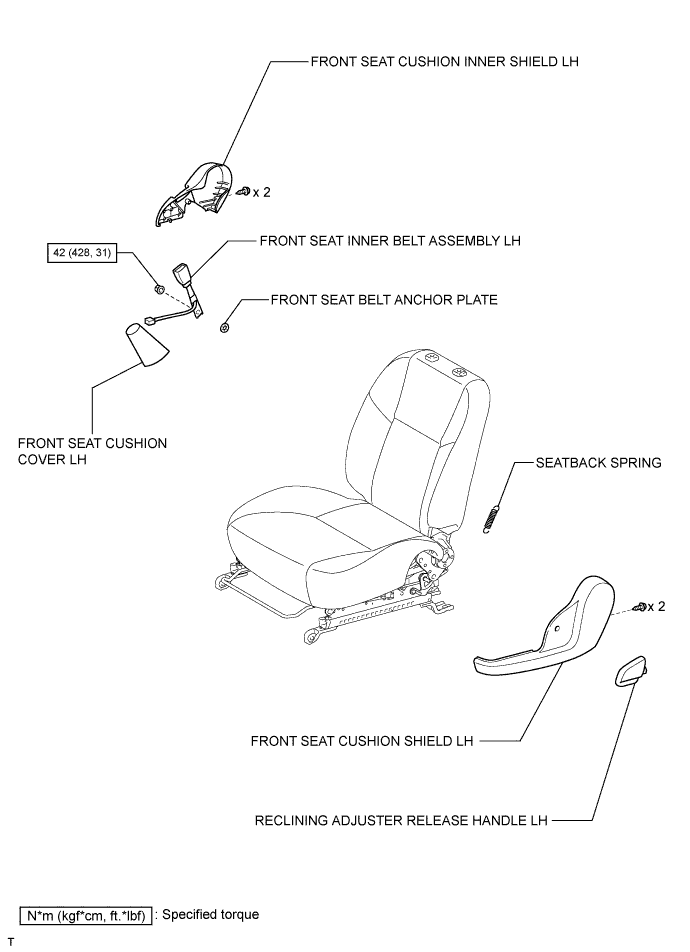 FRONT SEAT CUSHION INNER SHIELD LH
x 2
FRONT SEAT INNER BELT ASSEMBLY LH
42 (428, 31)
FRONT SEAT BELT ANCHOR PLATE
FRONT SEAT CUSHION
COVER LH
SEATBACK SPRING
x 2
FRONT SEAT CUSHION SHIELD LH
RECLINING ADJUSTER RELEASE HANDLE LH
N*m (kgf*cm, ft.*lbf) : Specified torque
T